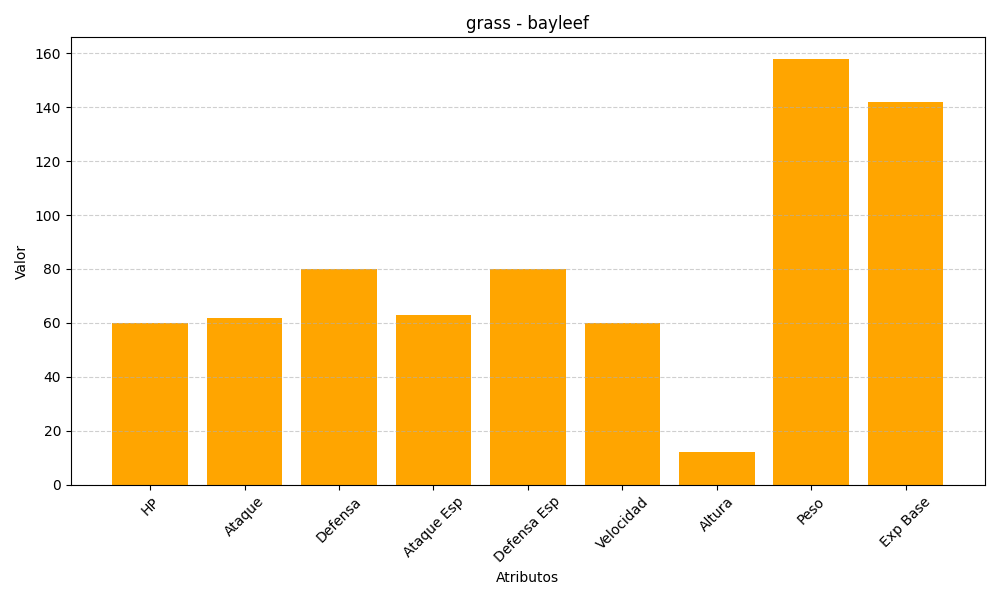 grass - bayleef
Valor
160
140
120
100
80
60
40
20
0
HP
Ataque
Defensa
Ataque Esp
Defensa Esp
Velocidad
Altura
Peso
Exp Base
Atributos